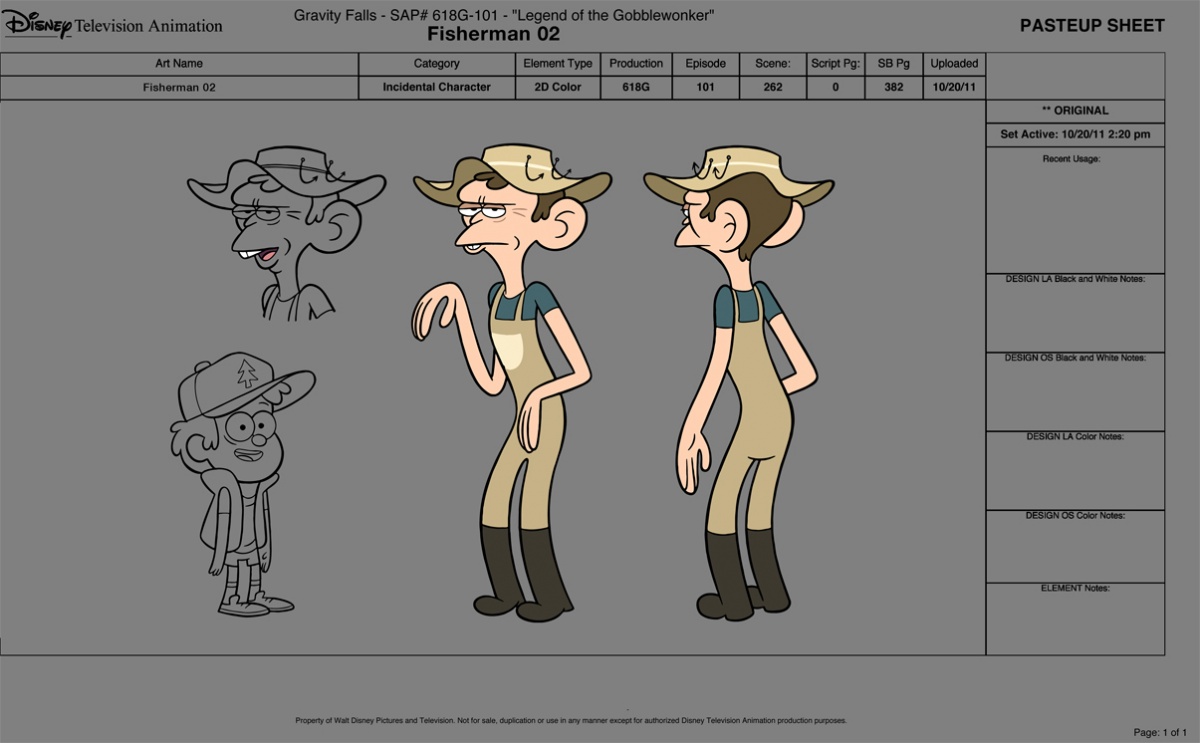 Disney Television Animation
Gravity Falls - SAP# 618G-101 - "Legend of the Gobblewonker"
Fisherman 02
PASTEUP SHEET
Art Name Category Element Type Production Episode Scene: Script Pg: SB Pg Uploaded
Fisherman 02 Incidental Character 2D Color 618G 101 262 0 382 10/20/11
** ORIGINAL
Set Active: 10/20/11 2:20 pm
Recent Usage:
DESIGN LA Black and White Notes:
DESIGN OS Black and White Notes:
DESIGN LA Color Notes:
DESIGN OS Color Notes:
ELEMENT Notes:
Property of Walt Disney Pictures and Television. Not for sale, duplication or use in any manner except for authorized Disney Television Animation production purposes.
Page: 1 of 1